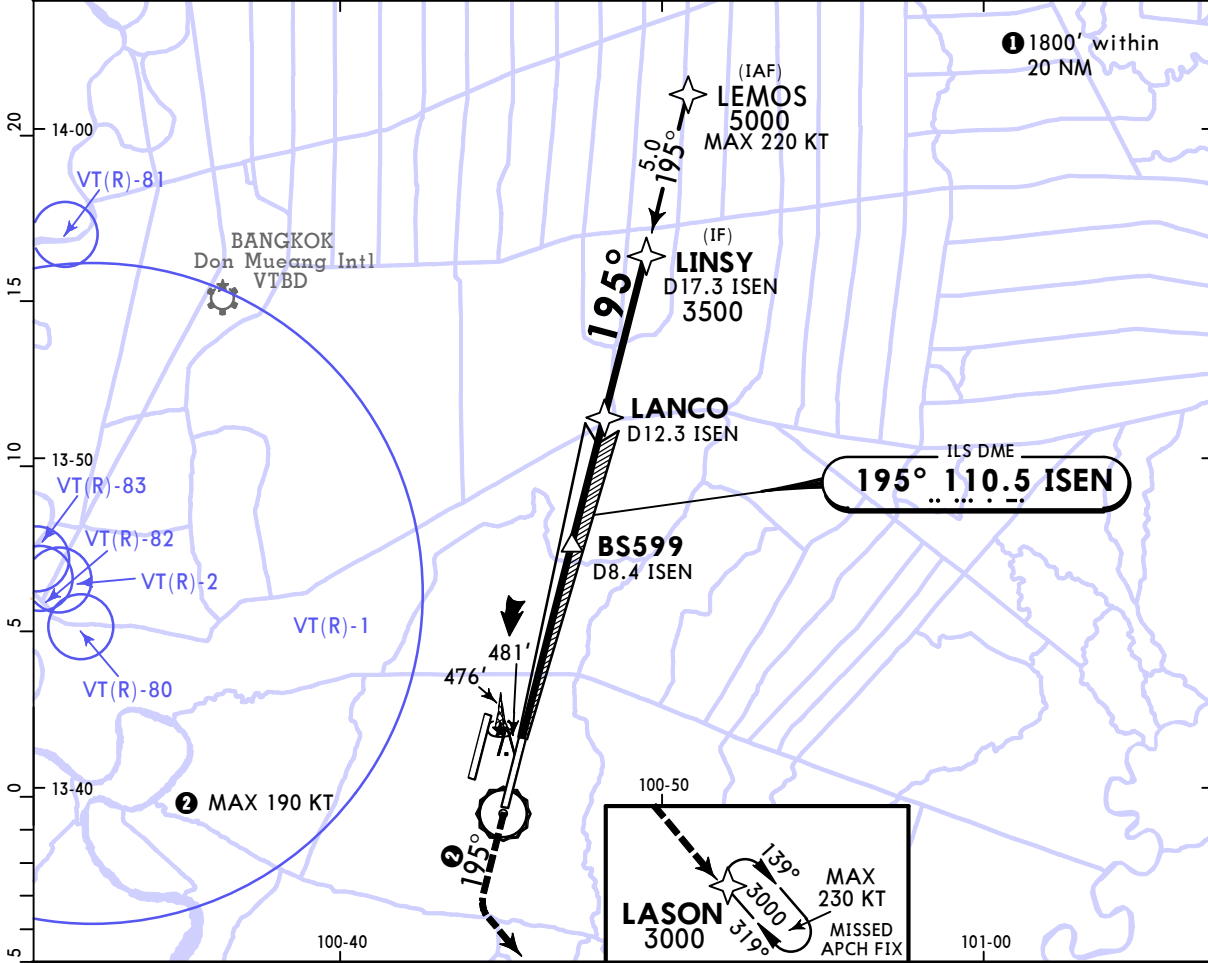 ❶ 1800' within
20 NM
(IAF)
LEMOS
5000
MAX 220 KT
5.0
195°
20
14-00
VT(R)-81
BANGKOK
Don Mueang Intl
VTBD
(IF)
LINSY
D17.3 ISEN
3500
195°
15
LANCO
D12.3 ISEN
ILS DME
195° 110.5 ISEN
10
13-50
VT(R)-83
VT(R)-82
VT(R)-2
BS599
D8.4 ISEN
5
VT(R)-1
481'
476'
VT(R)-80
0
13-40
❷ MAX 190 KT
100-50
❷
195°
139°
3000
319°
MAX
230 KT
LASON
3000
MISSED
APCH FIX
5
100-40
101-00